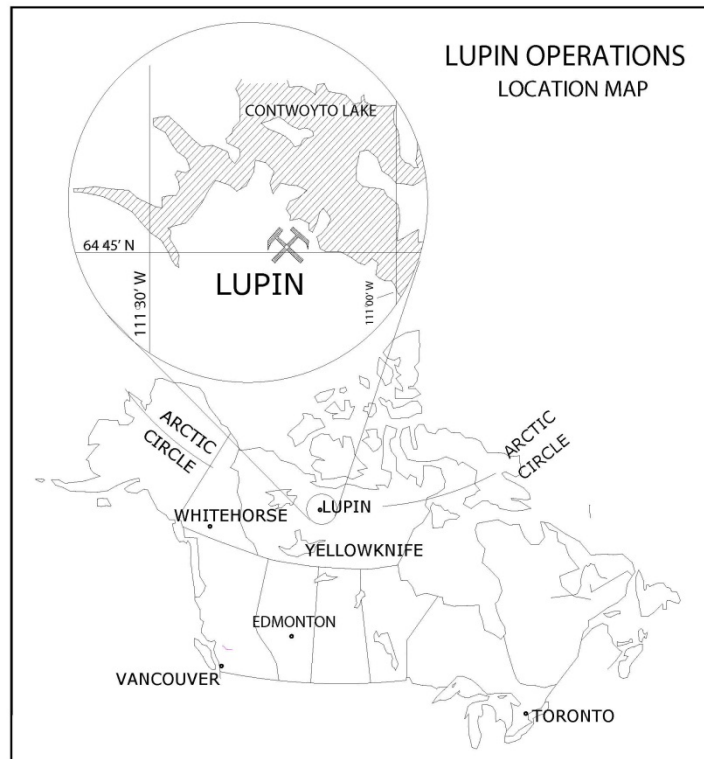 LUPIN OPERATIONS
LOCATION MAP
CONTWOYTO LAKE
64 45' N
LUPIN
111 30' W
111 00' W
ARCTIC
CIRCLE
ARCTIC
CIRCLE
LUPIN
WHITEHORSE
YELLOWKNIFE
EDMONTON
VANCOUVER
TORONTO